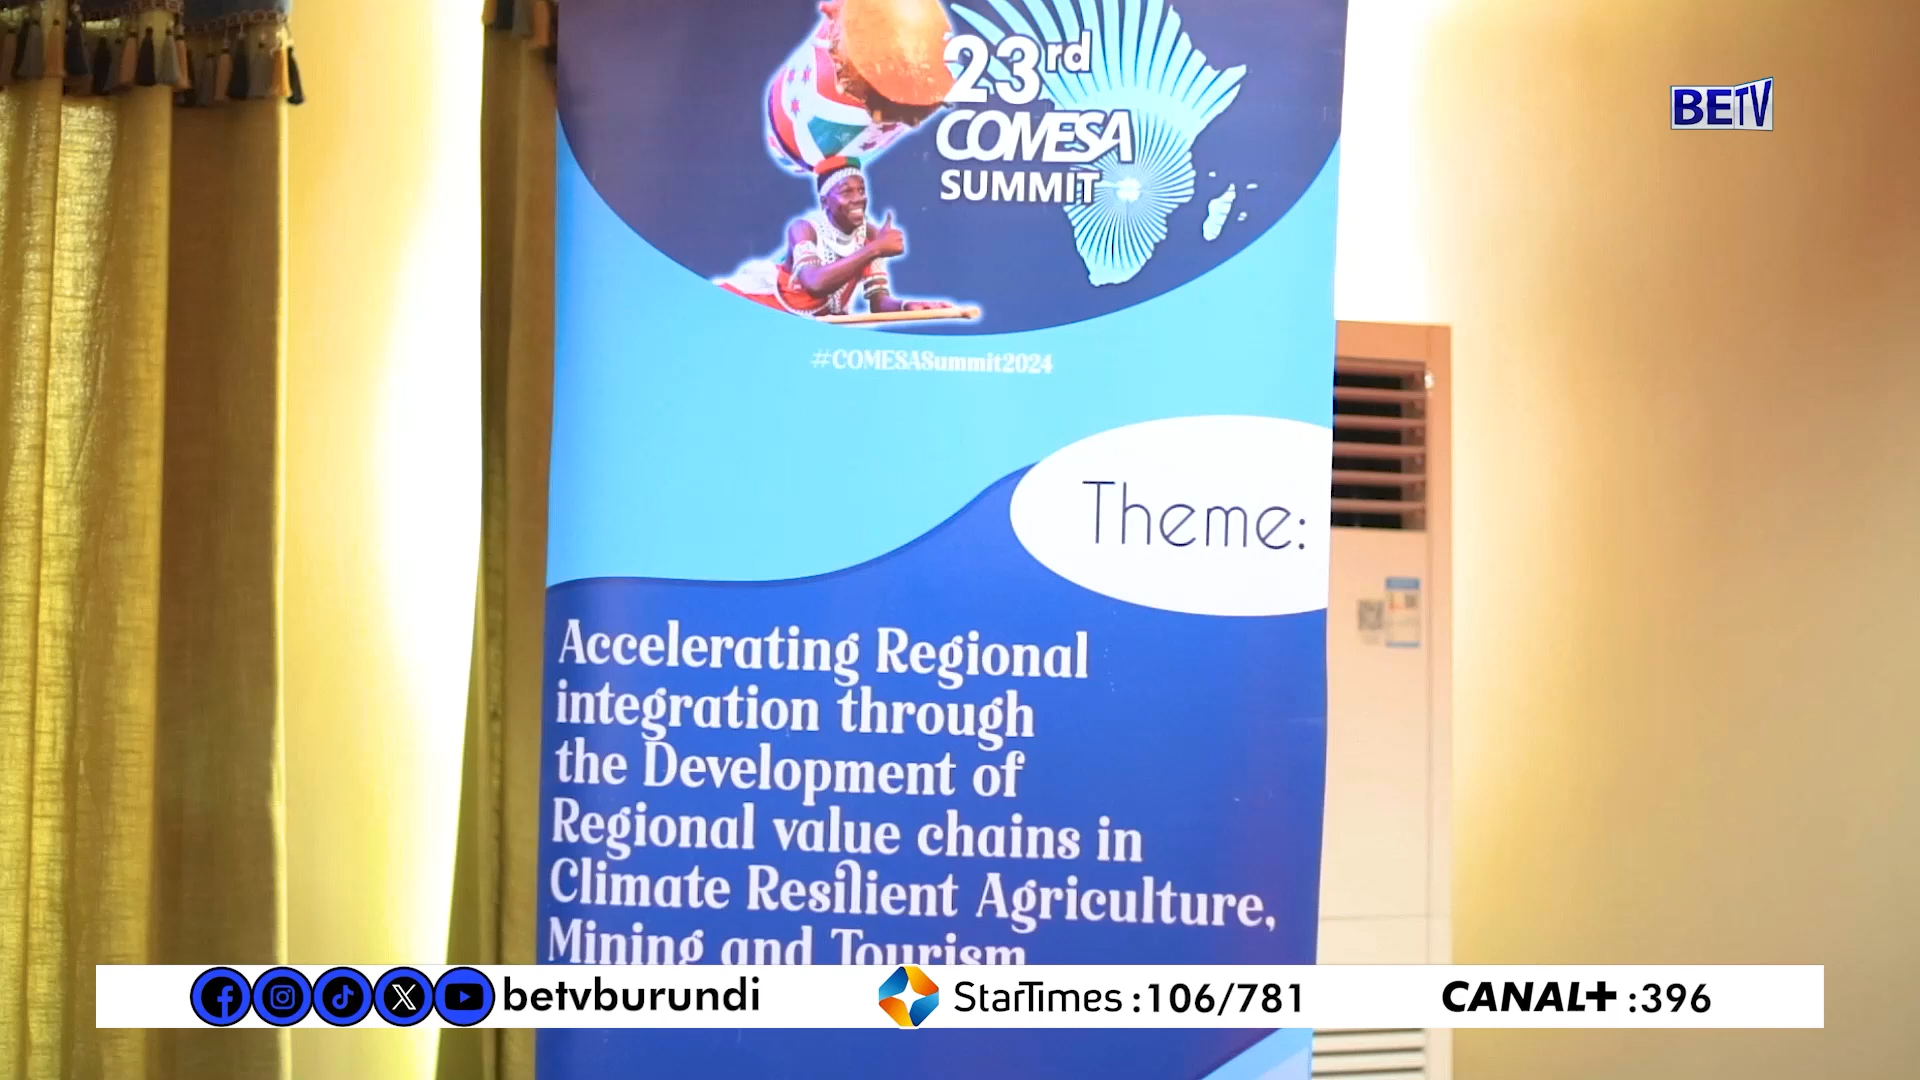 BETV
23rd
COMESA
SUMMIT
#COMESASummit2024
Theme:
Accelerating Regional
integration through
the Development of
Regional value chains in
Climate Resilient Agriculture,
Mining and Tourism
betvburundi
StarTimes :106/781
CANAL+ :396